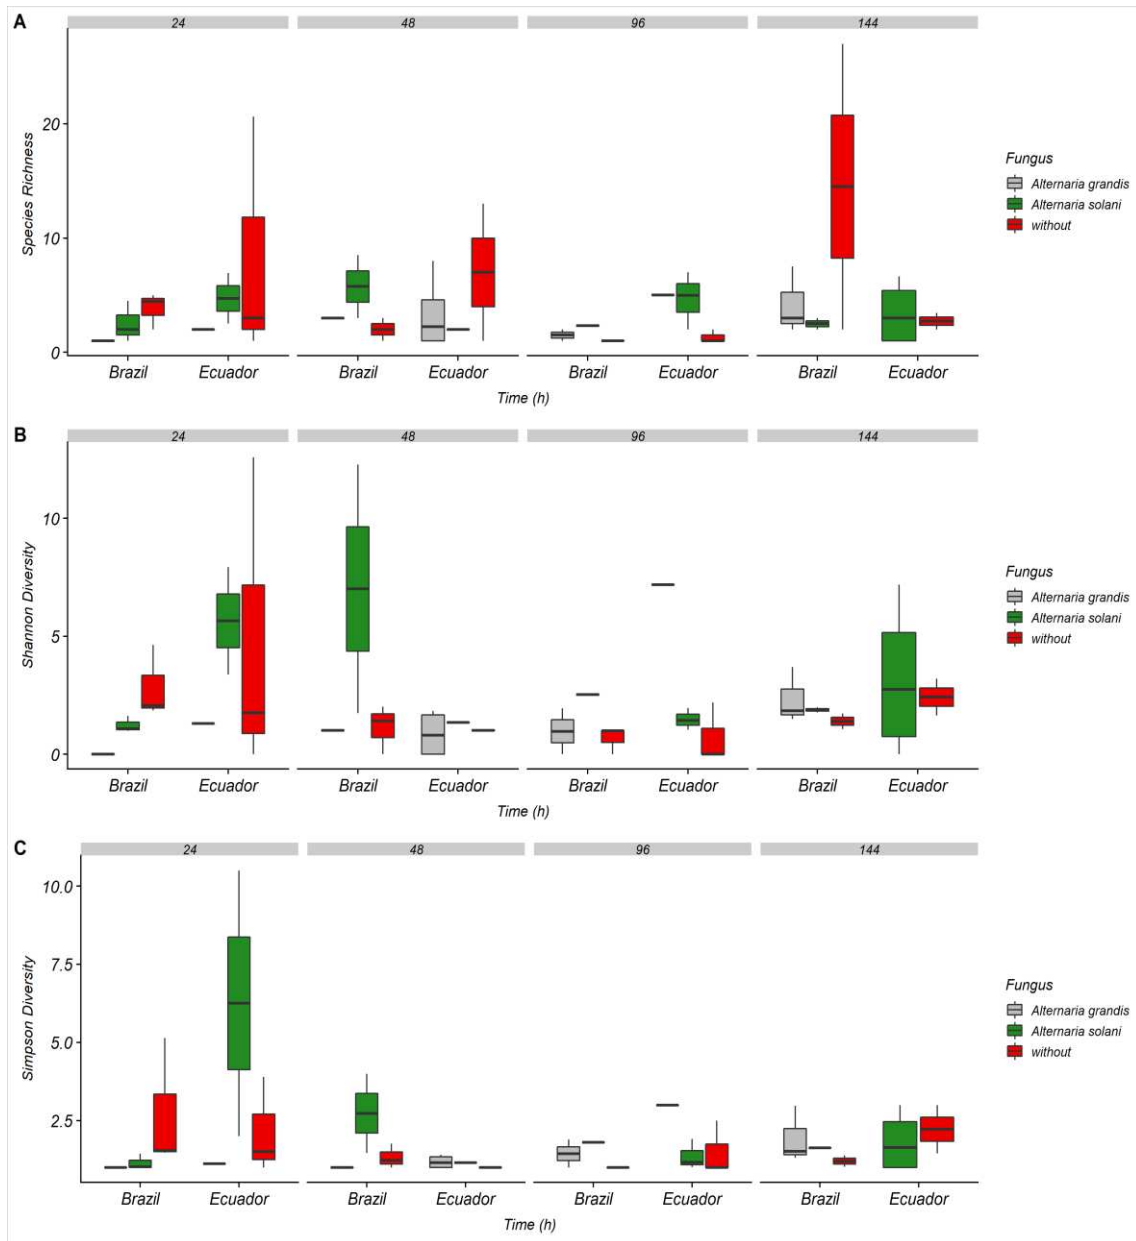 A
24 48 96 144
Species Richness
20
10
0
Brazil Ecuador Brazil Ecuador Brazil Ecuador Brazil Ecuador
Time (h)
Fungus
Alternaria grandis
Alternaria solani
without
B
24 48 96 144
Shannon Diversity
10
5
0
Brazil Ecuador Brazil Ecuador Brazil Ecuador Brazil Ecuador
Time (h)
Fungus
Alternaria grandis
Alternaria solani
without
C
24 48 96 144
Simpson Diversity
10.0
7.5
5.0
2.5
Brazil Ecuador Brazil Ecuador Brazil Ecuador Brazil Ecuador
Time (h)
Fungus
Alternaria grandis
Alternaria solani
without